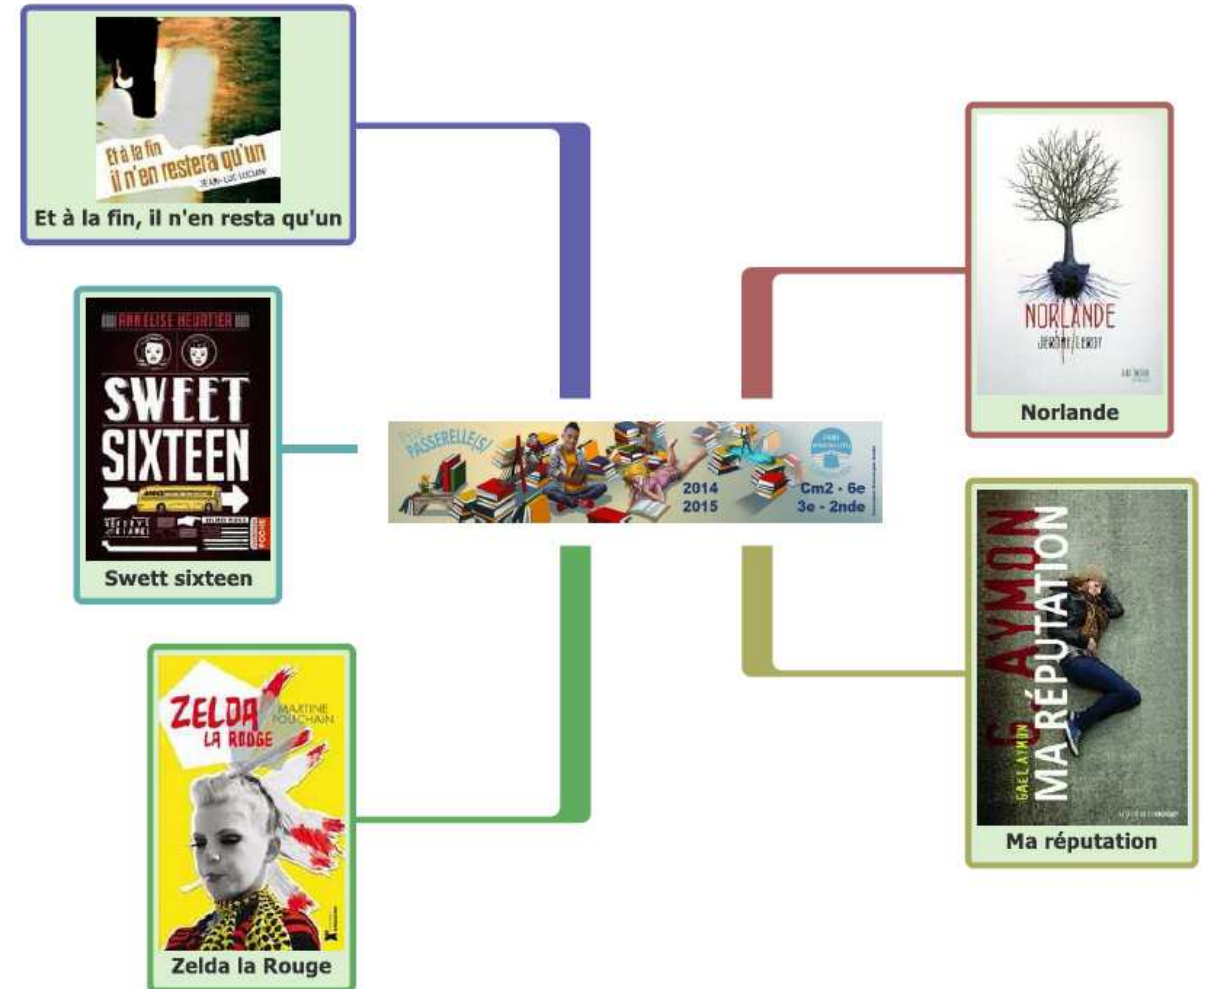 Et à la fin
il n'en restera qu'un
JEAN-LUC LUCIANI
Et à la fin, il n'en resta qu'un
ANNELISE HEURTIER
SWEET
SIXTEEN
POCHE
Swett sixteen
ZELDA
LA ROUGE
MARTINE
POUCHAIN
Zelda la Rouge
PASSERELLE(S)
2014
2015
Cm2 - 6e
3e - 2nde
NORLANDE
JÉRÔME LEROY
Norlande
G. AYMON
GAEL AYMON
MA RÉPUTATION
Ma réputation